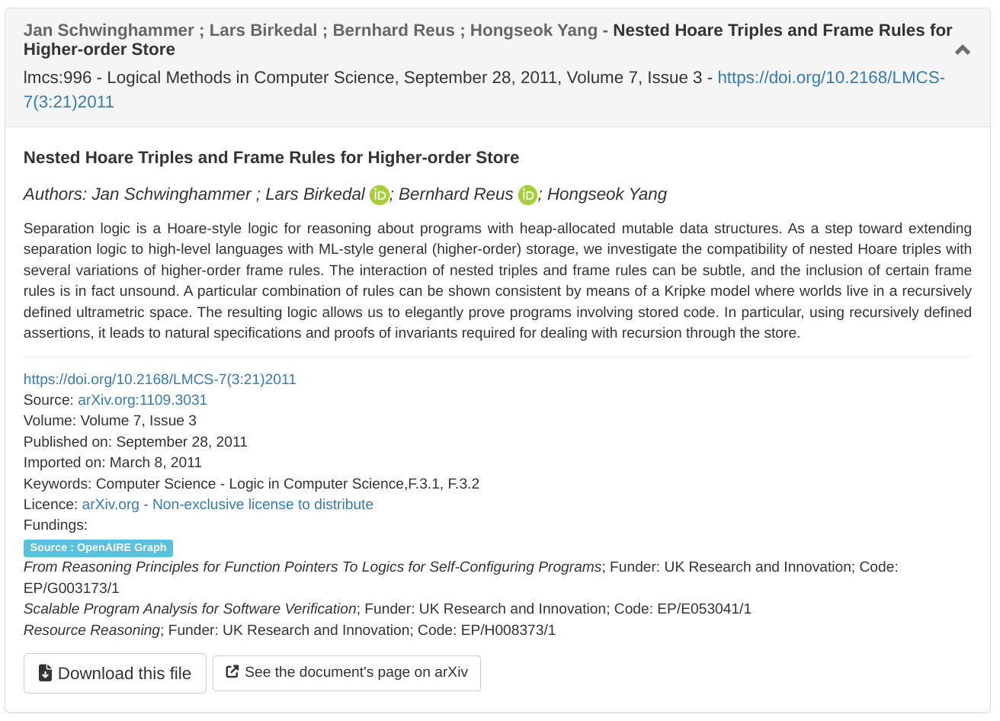 Jan Schwinghammer ; Lars Birkedal ; Bernhard Reus ; Hongseok Yang - Nested Hoare Triples and Frame Rules for
Higher-order Store
lmcs:996 - Logical Methods in Computer Science, September 28, 2011, Volume 7, Issue 3 - https://doi.org/10.2168/LMCS-
7(3:21)2011
Nested Hoare Triples and Frame Rules for Higher-order Store
Authors: Jan Schwinghammer ; Lars Birkedal iD; Bernhard Reus iD; Hongseok Yang
Separation logic is a Hoare-style logic for reasoning about programs with heap-allocated mutable data structures. As a step toward extending
separation logic to high-level languages with ML-style general (higher-order) storage, we investigate the compatibility of nested Hoare triples with
several variations of higher-order frame rules. The interaction of nested triples and frame rules can be subtle, and the inclusion of certain frame
rules is in fact unsound. A particular combination of rules can be shown consistent by means of a Kripke model where worlds live in a recursively
defined ultrametric space. The resulting logic allows us to elegantly prove programs involving stored code. In particular, using recursively defined
assertions, it leads to natural specifications and proofs of invariants required for dealing with recursion through the store.
https://doi.org/10.2168/LMCS-7(3:21)2011
Source: arXiv.org:1109.3031
Volume: Volume 7, Issue 3
Published on: September 28, 2011
Imported on: March 8, 2011
Keywords: Computer Science - Logic in Computer Science,F.3.1, F.3.2
Licence: arXiv.org - Non-exclusive license to distribute
Fundings:
Source : OpenAIRE Graph
From Reasoning Principles for Function Pointers To Logics for Self-Configuring Programs; Funder: UK Research and Innovation; Code:
EP/G003173/1
Scalable Program Analysis for Software Verification; Funder: UK Research and Innovation; Code: EP/E053041/1
Resource Reasoning; Funder: UK Research and Innovation; Code: EP/H008373/1
Download this file
See the document's page on arXiv